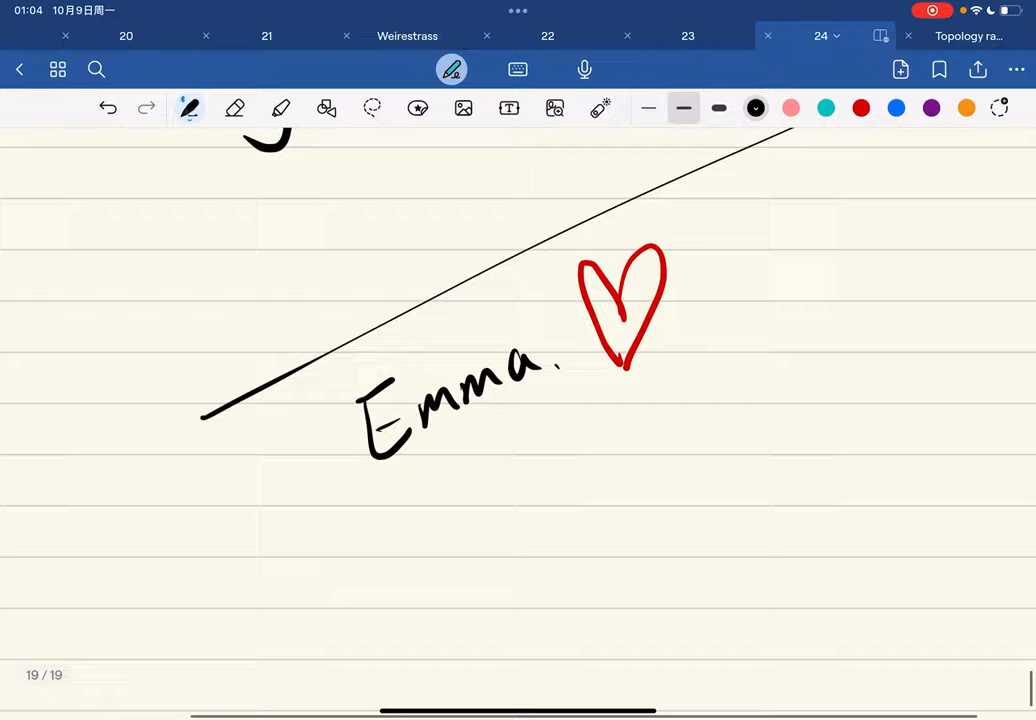 01:04 10月9日周一
20 21 Weirestrass 22 23 24 Topology ra...
Emma.
19 / 19